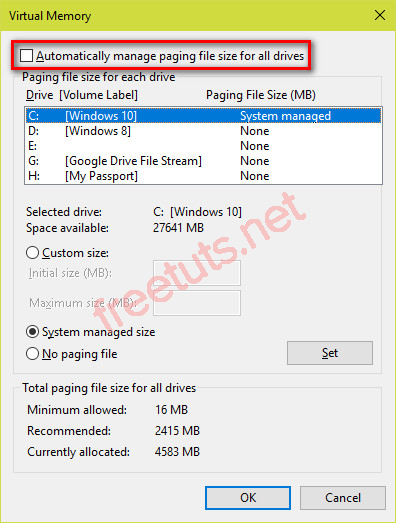 Virtual Memory
Automatically manage paging file size for all drives
Paging file size for each drive
Drive [Volume Label] Paging File Size (MB)
C: [Windows 10] System managed
D: [Windows 8] None
E: None
G: [Google Drive File Stream] None
H: [My Passport] None
Selected drive: C: [Windows 10]
Space available: 27641 MB
Custom size:
Initial size (MB):
Maximum size (MB):
System managed size
No paging file
Set
Total paging file size for all drives
Minimum allowed: 16 MB
Recommended: 2415 MB
Currently allocated: 4583 MB
OK Cancel
freetuts.net